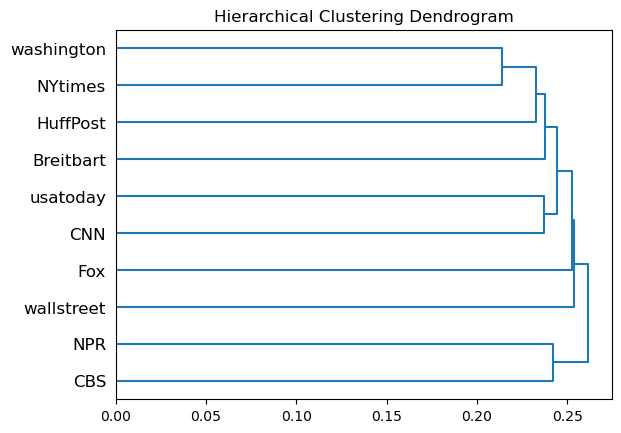 Hierarchical Clustering Dendrogram
washington
NYtimes
HuffPost
Breitbart
usatoday
CNN
Fox
wallstreet
NPR
CBS
0.00 0.05 0.10 0.15 0.20 0.25